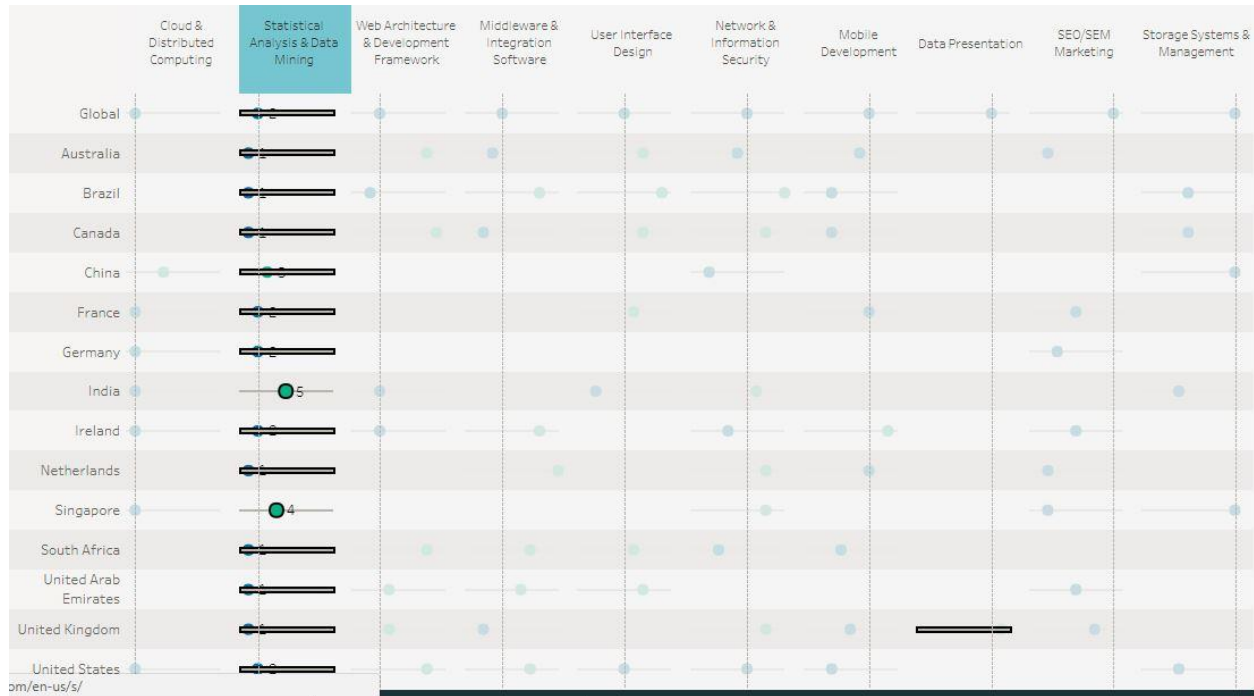 Cloud &
Distributed
Computing
Statistical
Analysis & Data
Mining
Web Architecture
& Development
Framework
Middleware &
Integration
Software
User Interface
Design
Network &
Information
Security
Mobile
Development
Data Presentation
SEO/SEM
Marketing
Storage Systems &
Management
Global
Australia
Brazil
Canada
China
France
Germany
India 5
Ireland
Netherlands
Singapore 4
South Africa
United Arab
Emirates
United Kingdom
United States
om/en-us/s/